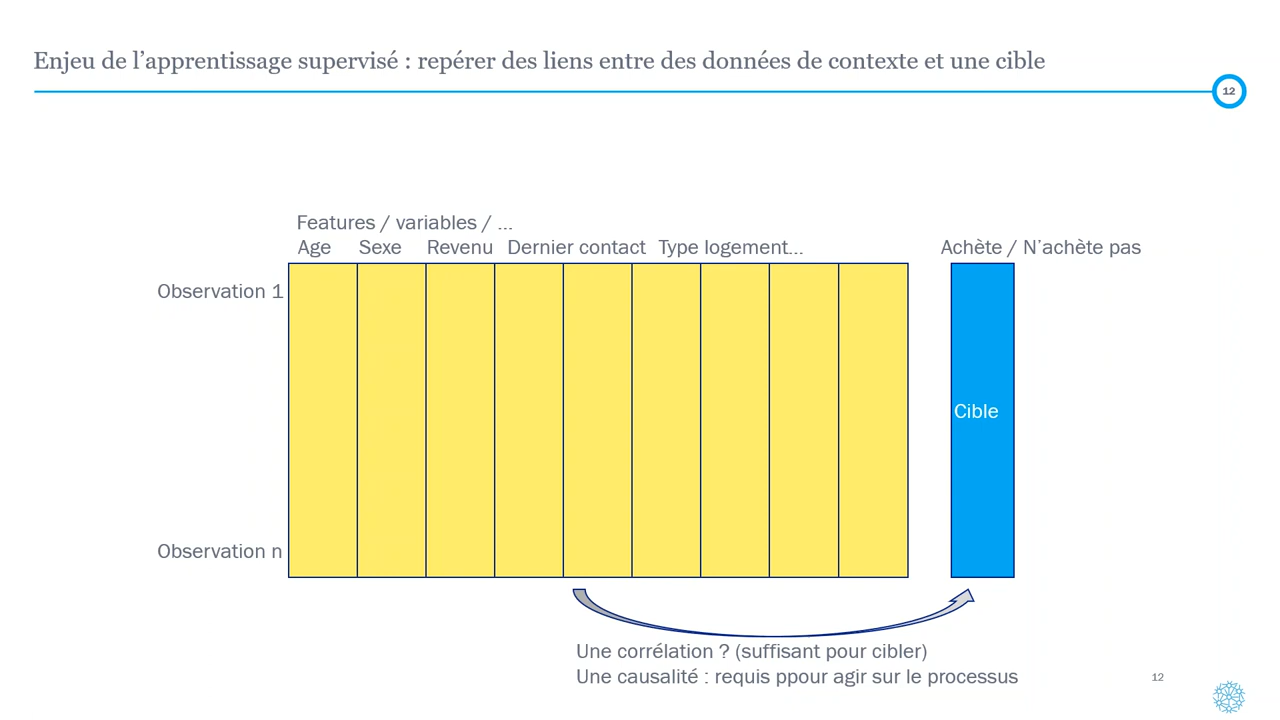 Enjeu de l’apprentissage supervisé : repérer des liens entre des données de contexte et une cible
12
Features / variables / ...
Age Sexe Revenu Dernier contact Type logement...
Achète / N’achète pas
Observation 1
Cible
Observation n
Une corrélation ? (suffisant pour cibler)
Une causalité : requis ppour agir sur le processus
12